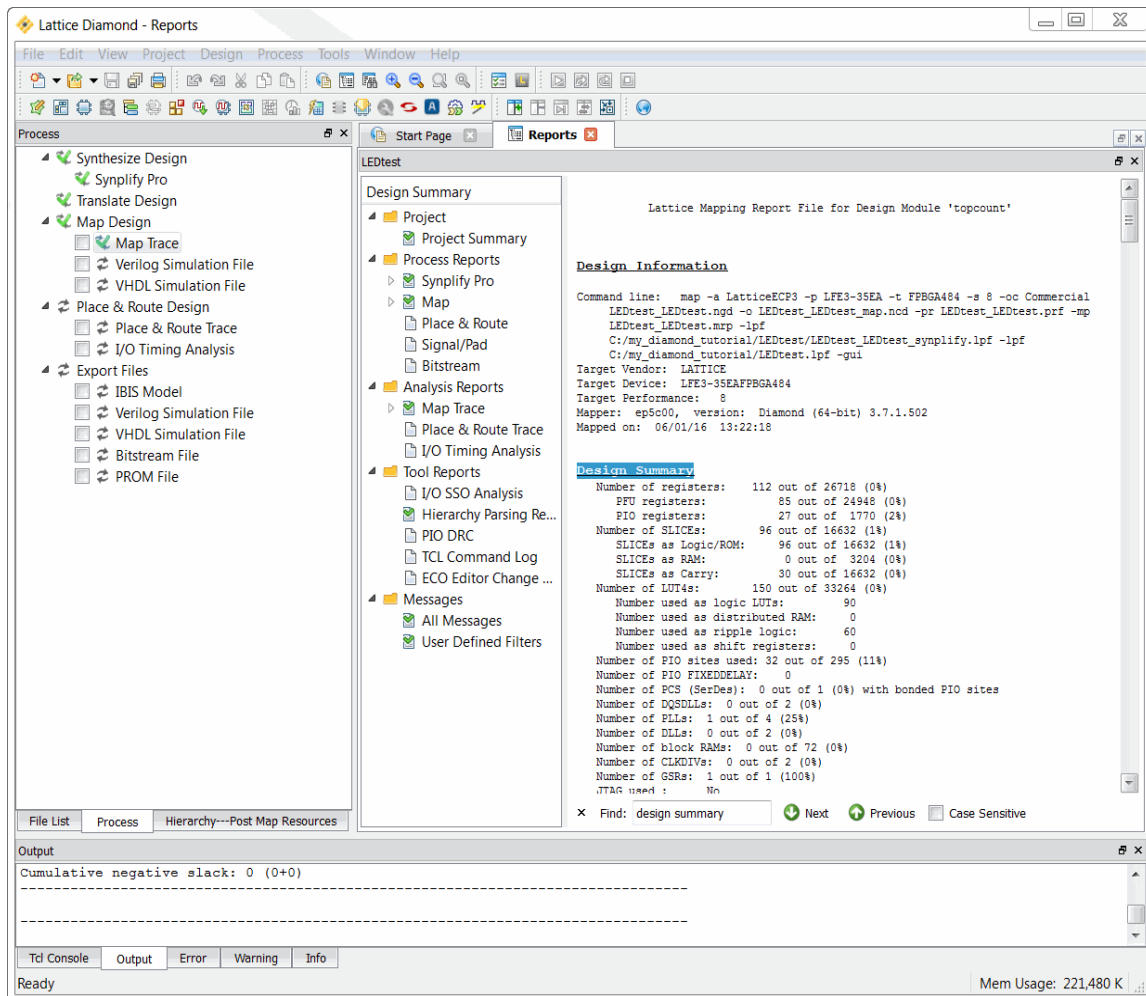 Lattice Diamond - Reports
File Edit View Project Design Process Tools Window Help
Process
Synthesize Design
Synplify Pro
Translate Design
Map Design
Map Trace
Verilog Simulation File
VHDL Simulation File
Place & Route Design
Place & Route Trace
I/O Timing Analysis
Export Files
IBIS Model
Verilog Simulation File
VHDL Simulation File
Bitstream File
PROM File
File List Process Hierarchy---Post Map Resources
Start Page Reports
LEDtest
Design Summary
Project
Project Summary
Process Reports
Synplify Pro
Map
Place & Route
Signal/Pad
Bitstream
Analysis Reports
Map Trace
Place & Route Trace
I/O Timing Analysis
Tool Reports
I/O SSO Analysis
Hierarchy Parsing Re...
PIO DRC
TCL Command Log
ECO Editor Change ...
Messages
All Messages
User Defined Filters
Lattice Mapping Report File for Design Module 'topcount'
Design Information
Command line: map -a LatticeECP3 -p LFE3-35EA -t FPBGA484 -s 8 -oc Commercial
LEDtest_LEDtest.ngd -o LEDtest_LEDtest_map.ncd -pr LEDtest_LEDtest.prf -mp
LEDtest_LEDtest.mrp -lpf
C:/my_diamond_tutorial/LEDtest/LEDtest_LEDtest_synplify.lpf -lpf
C:/my_diamond_tutorial/LEDtest.lpf -gui
Target Vendor: LATTICE
Target Device: LFE3-35EAFPBGA484
Target Performance: 8
Mapper: ep5c00, version: Diamond (64-bit) 3.7.1.502
Mapped on: 06/01/16 13:22:18
Design Summary
Number of registers: 112 out of 26718 (0%)
PFU registers: 85 out of 24948 (0%)
PIO registers: 27 out of 1770 (2%)
Number of SLICEs: 96 out of 16632 (1%)
SLICEs as Logic/ROM: 96 out of 16632 (1%)
SLICEs as RAM: 0 out of 3204 (0%)
SLICEs as Carry: 30 out of 16632 (0%)
Number of LUT4s: 150 out of 33264 (0%)
Number used as logic LUTs: 90
Number used as distributed RAM: 0
Number used as ripple logic: 60
Number used as shift registers: 0
Number of PIO sites used: 32 out of 295 (11%)
Number of PIO FIXEDDELAY: 0
Number of PCS (SerDes): 0 out of 1 (0%) with bonded PIO sites
Number of DQSDLLs: 0 out of 2 (0%)
Number of PLLs: 1 out of 4 (25%)
Number of DLLs: 0 out of 2 (0%)
Number of block RAMs: 0 out of 72 (0%)
Number of CLKDIVs: 0 out of 2 (0%)
Number of GSRs: 1 out of 1 (100%)
JTAG used : No
Find: design summary Next Previous Case Sensitive
Output
Cumulative negative slack: 0 (0+0)
--------------------------------------------------------------------------------
--------------------------------------------------------------------------------
Tcl Console Output Error Warning Info
Ready Mem Usage: 221,480 K